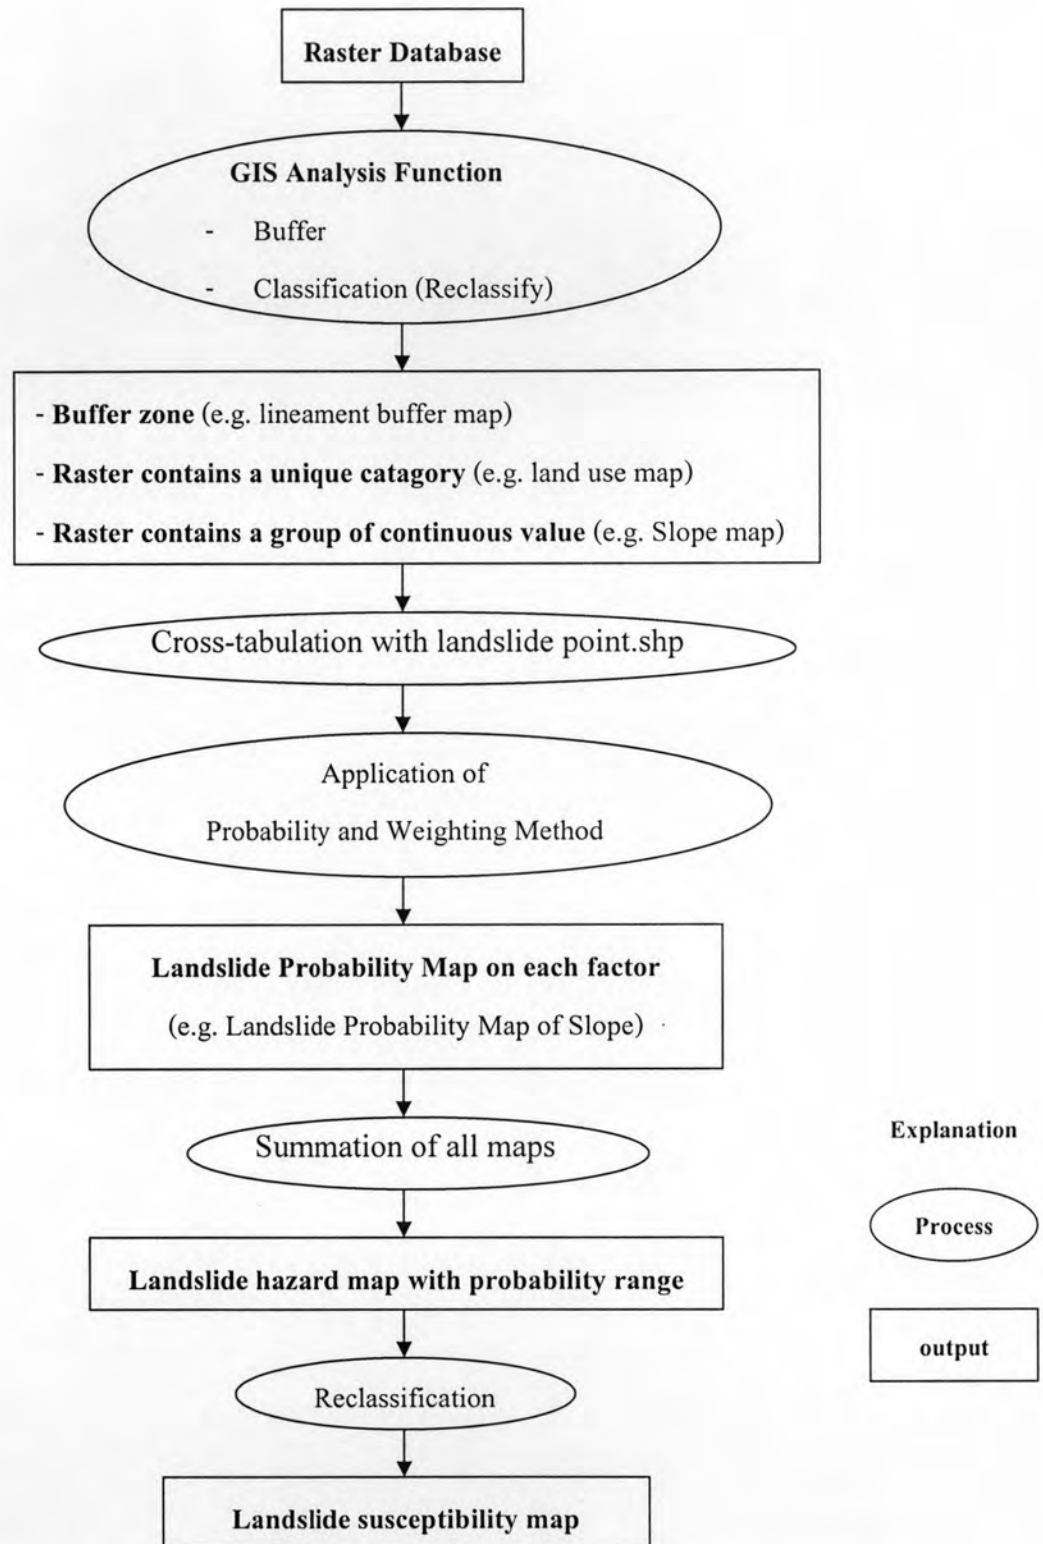 Raster Database
GIS Analysis Function
- Buffer
- Classification (Reclassify)
- Buffer zone (e.g. lineament buffer map)
- Raster contains a unique catagory (e.g. land use map)
- Raster contains a group of continuous value (e.g. Slope map)
Cross-tabulation with landslide point.shp
Application of
Probability and Weighting Method
Landslide Probability Map on each factor
(e.g. Landslide Probability Map of Slope)
Summation of all maps
Landslide hazard map with probability range
Reclassification
Landslide susceptibility map
Explanation
Process
output